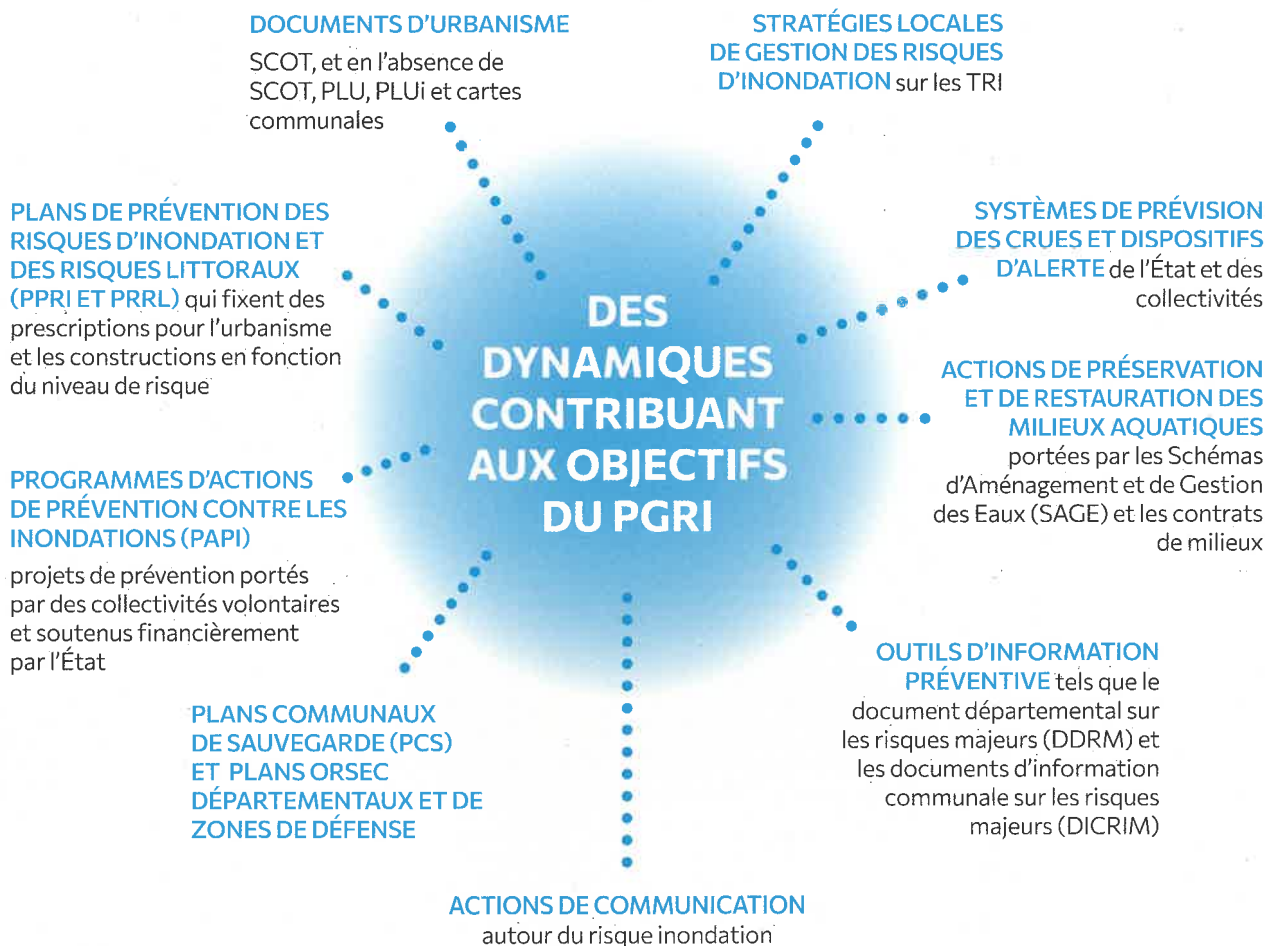 DOCUMENTS D'URBANISME
SCOT, et en l'absence de
SCOT, PLU, PLUi et cartes
communales
STRATÉGIES LOCALES
DE GESTION DES RISQUES
D'INONDATION sur les TRI
PLANS DE PRÉVENTION DES
RISQUES D'INONDATION ET
DES RISQUES LITTORAUX
(PPRI ET PRRL) qui fixent des
prescriptions pour l'urbanisme
et les constructions en fonction
du niveau de risque
SYSTÈMES DE PRÉVISION
DES CRUES ET DISPOSITIFS
D'ALERTE de l'État et des
collectivités
DES
DYNAMIQUES
CONTRIBUANT
AUX OBJECTIFS
DU PGRI
ACTIONS DE PRÉSERVATION
ET DE RESTAURATION DES
MILIEUX AQUATIQUES
portées par les Schémas
d'Aménagement et de Gestion
des Eaux (SAGE) et les contrats
de milieux
PROGRAMMES D'ACTIONS
DE PRÉVENTION CONTRE LES
INONDATIONS (PAPI)
projets de prévention portés
par des collectivités volontaires
et soutenus financièrement
par l'État
OUTILS D'INFORMATION
PRÉVENTIVE tels que le
document départemental sur
les risques majeurs (DDRM) et
les documents d'information
communale sur les risques
majeurs (DICRIM)
PLANS COMMUNAUX
DE SAUVEGARDE (PCS)
ET PLANS ORSEC
DÉPARTEMENTAUX ET DE
ZONES DE DÉFENSE
ACTIONS DE COMMUNICATION
autour du risque inondation